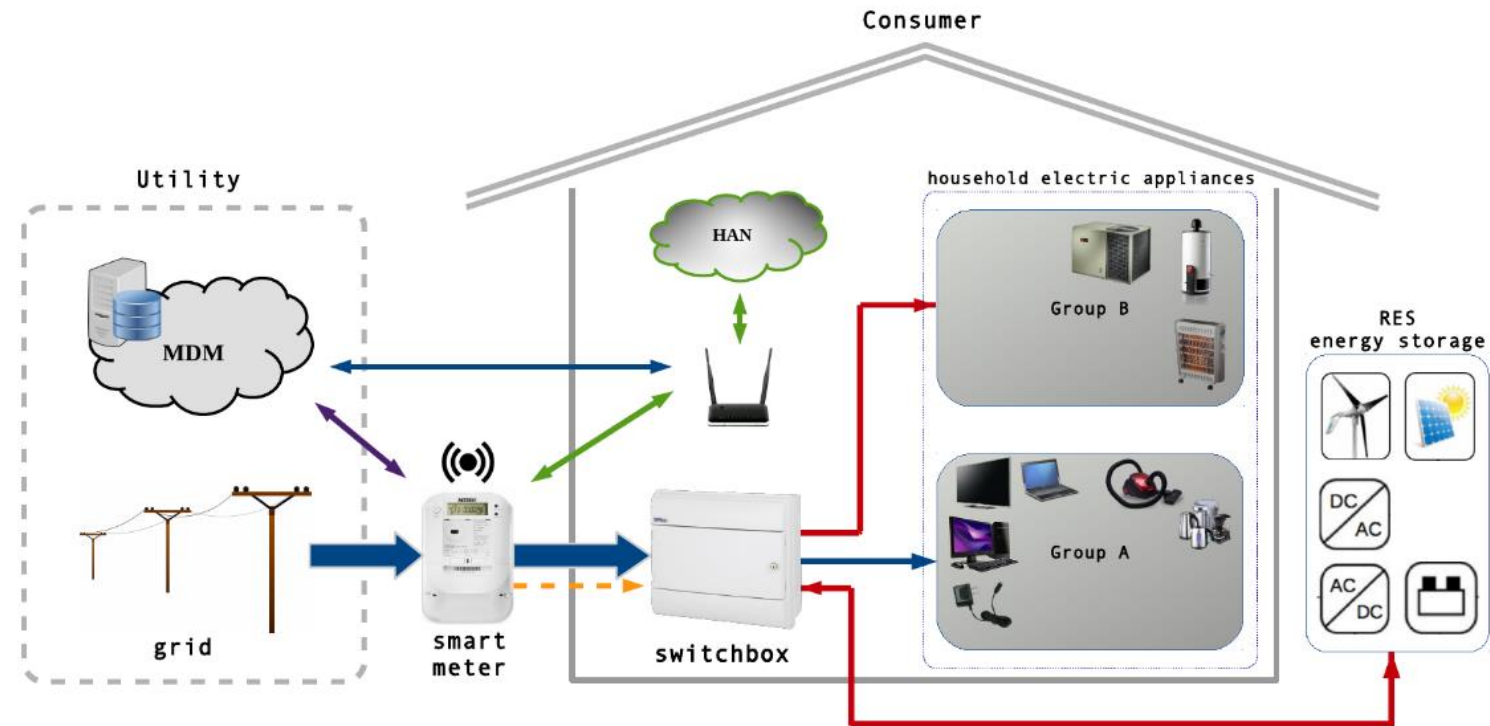 Consumer
Utility
household electric appliances
HAN
MDM
Group B
RES
energy storage
DC
AC
Group A
AC
DC
grid
smart
meter
switchbox